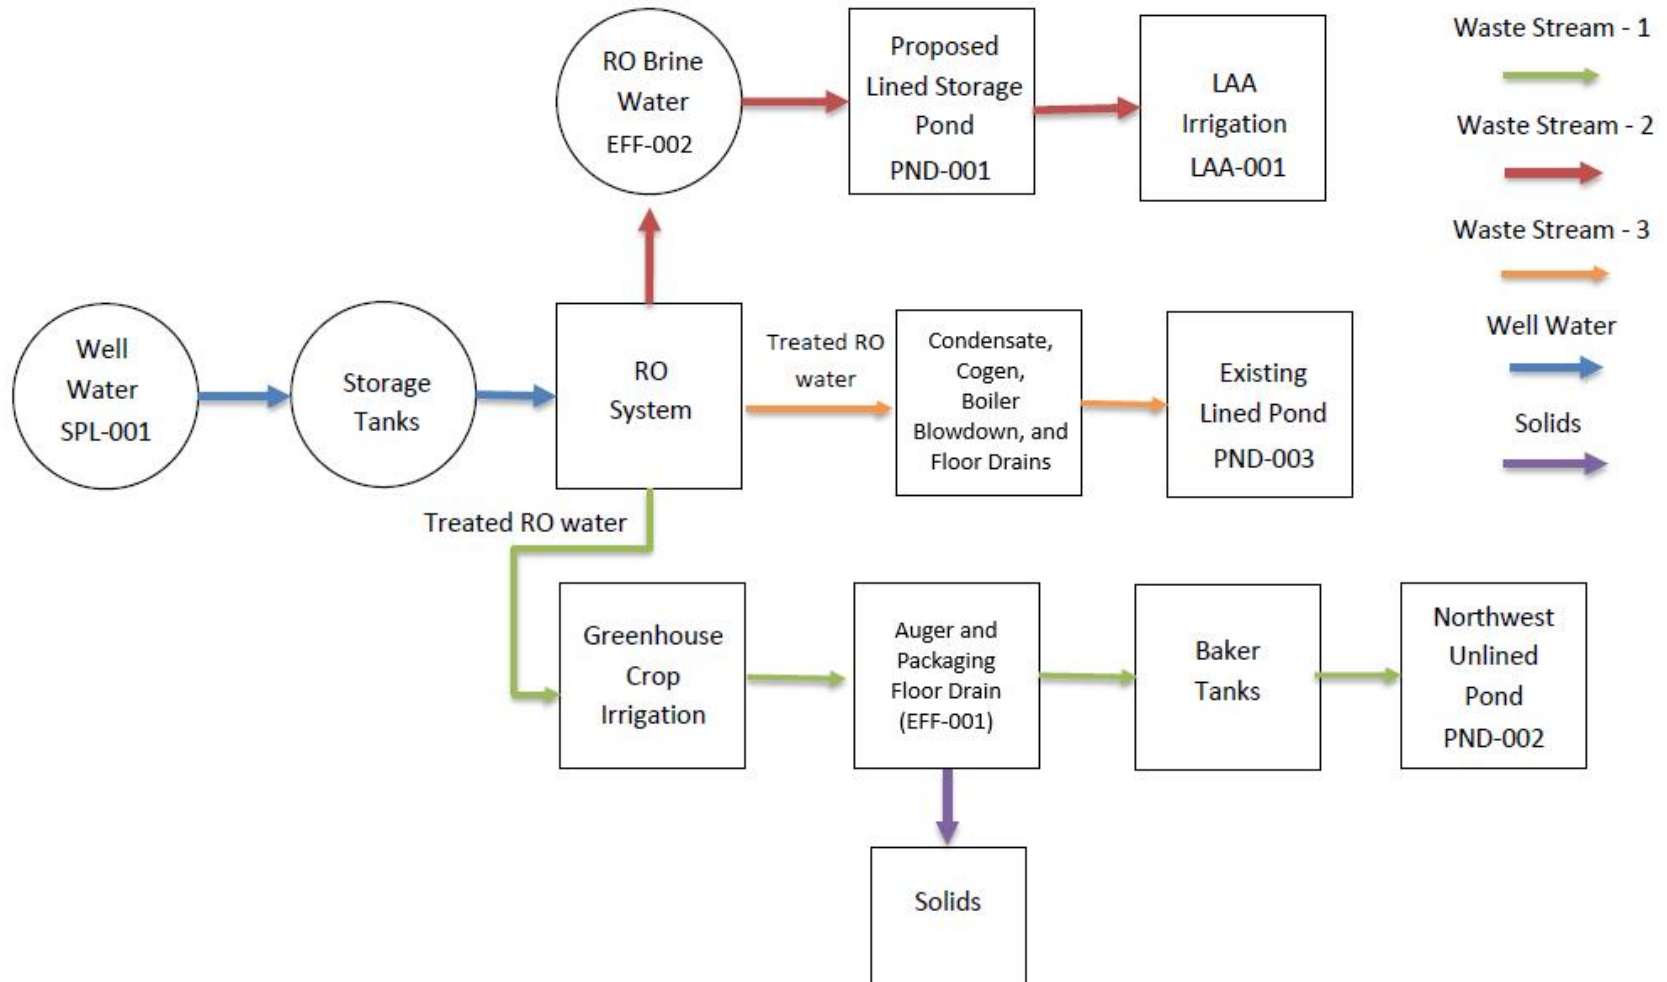 RO Brine
Water
EFF-002
Proposed
Lined Storage
Pond
PND-001
LAA
Irrigation
LAA-001
Waste Stream - 1
Waste Stream - 2
Waste Stream - 3
Well Water
Solids
Well
Water
SPL-001
Storage
Tanks
RO
System
Treated RO
water
Condensate,
Cogen,
Boiler
Blowdown, and
Floor Drains
Existing
Lined Pond
PND-003
Treated RO water
Greenhouse
Crop
Irrigation
Auger and
Packaging
Floor Drain
(EFF-001)
Baker
Tanks
Northwest
Unlined
Pond
PND-002
Solids